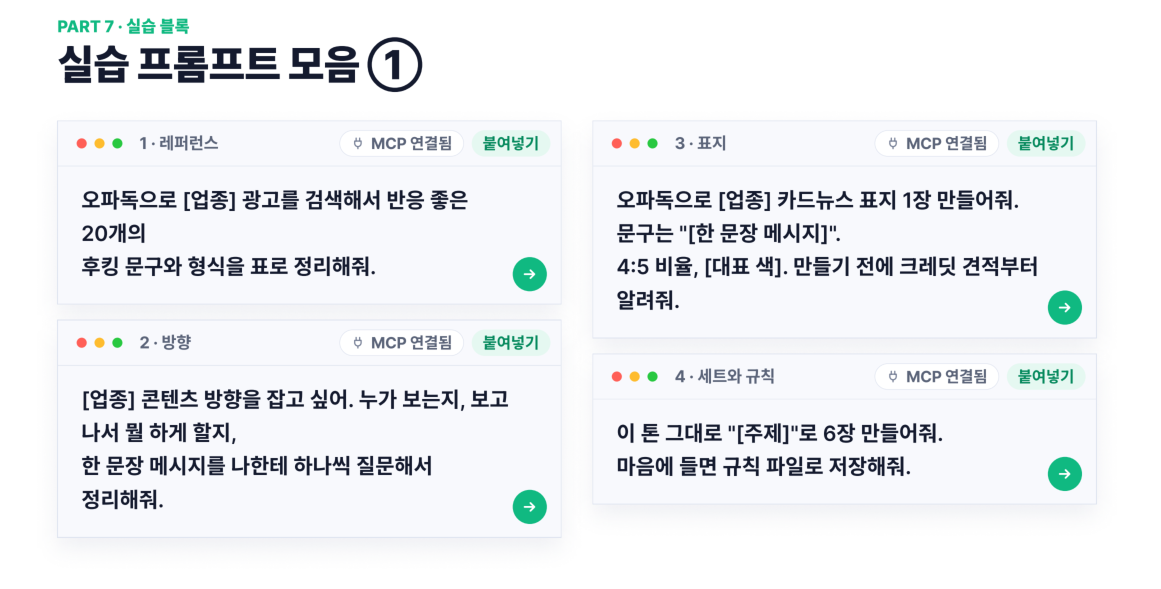 PART 7 · 실습 블록
실습 프롬프트 모음 ①
1 · 레퍼런스
MCP 연결됨
붙여넣기
오파독으로 [업종] 광고를 검색해서 반응 좋은
20개의
후킹 문구와 형식을 표로 정리해줘.
2 · 방향
MCP 연결됨
붙여넣기
[업종] 콘텐츠 방향을 잡고 싶어. 누가 보는지, 보고
나서 뭘 하게 할지,
한 문장 메시지를 나한테 하나씩 질문해서
정리해줘.
3 · 표지
MCP 연결됨
붙여넣기
오파독으로 [업종] 카드뉴스 표지 1장 만들어줘.
문구는 "[한 문장 메시지]".
4:5 비율, [대표 색]. 만들기 전에 크레딧 견적부터
알려줘.
4 · 세트와 규칙
MCP 연결됨
붙여넣기
이 톤 그대로 "[주제]"로 6장 만들어줘.
마음에 들면 규칙 파일로 저장해줘.